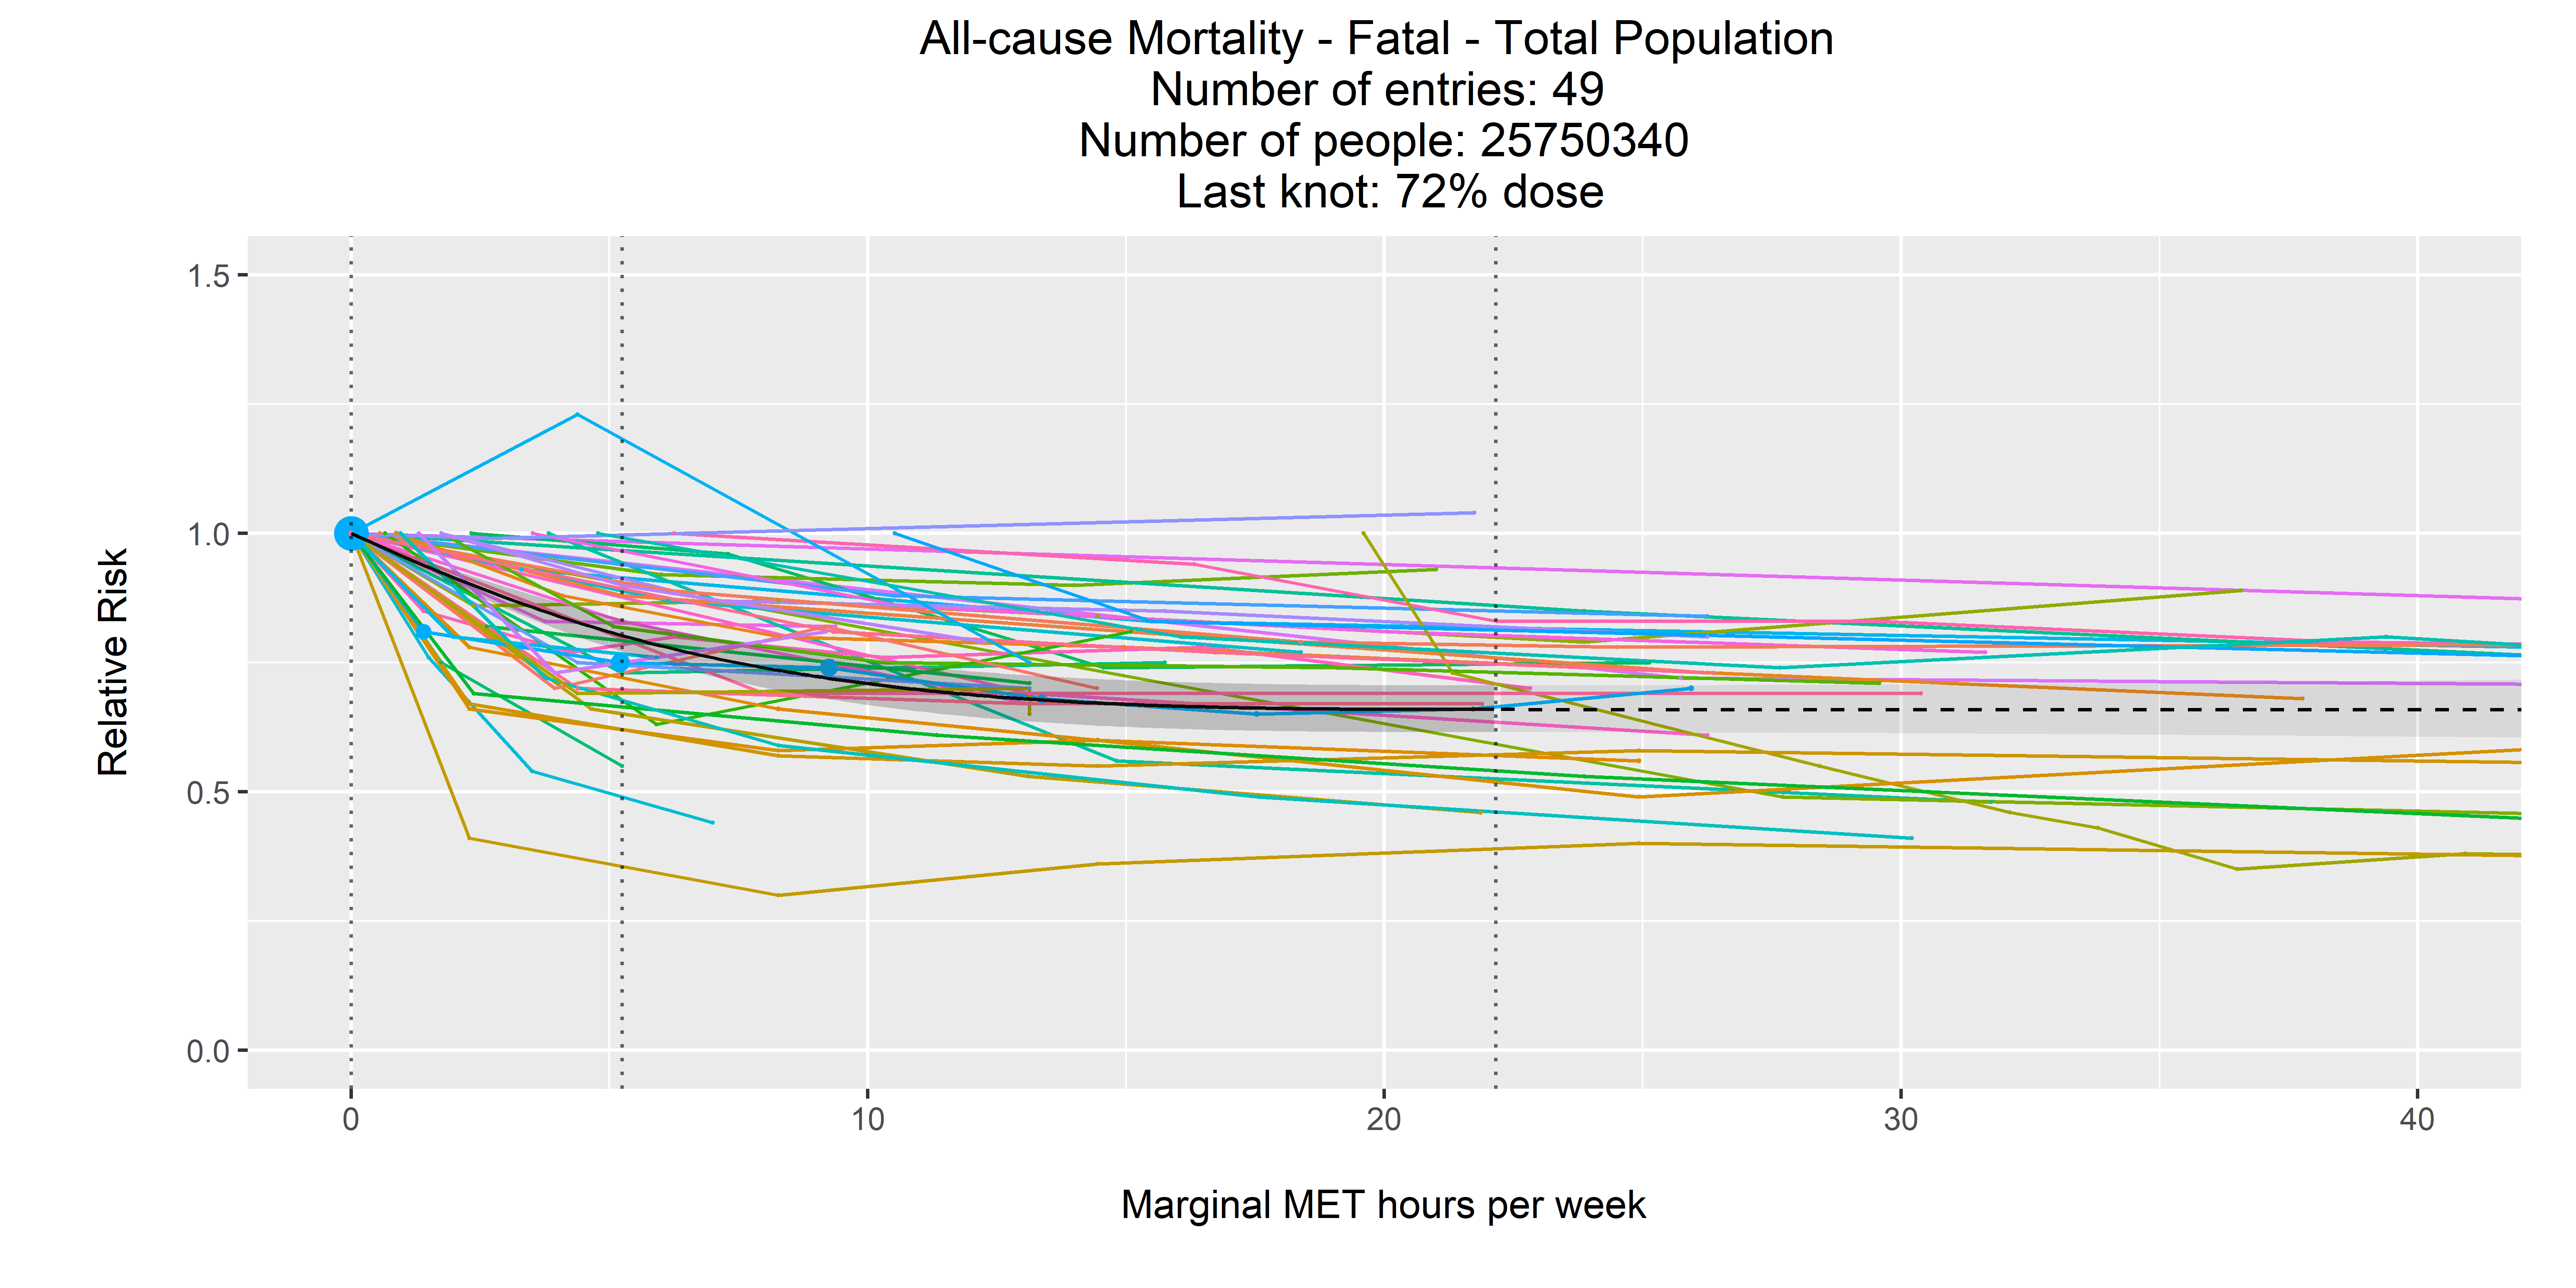 All-cause Mortality - Fatal - Total Population
Number of entries: 49
Number of people: 25750340
Last knot: 72% dose
1.5
1.0
0.5
0.0
Relative Risk
0 10 20 30 40
Marginal MET hours per week